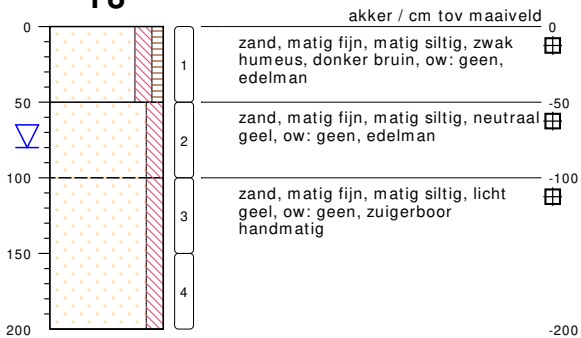 akker / cm tov maaiveld
0
0
zand, matig fijn, matig siltig, zwak
humeus, donker bruin, ow: geen,
edelman
1
50
-50
zand, matig fijn, matig siltig, neutraal
geel, ow: geen, edelman
2
100
-100
zand, matig fijn, matig siltig, licht
geel, ow: geen, zuigerboor
handmatig
3
150
4
200
-200